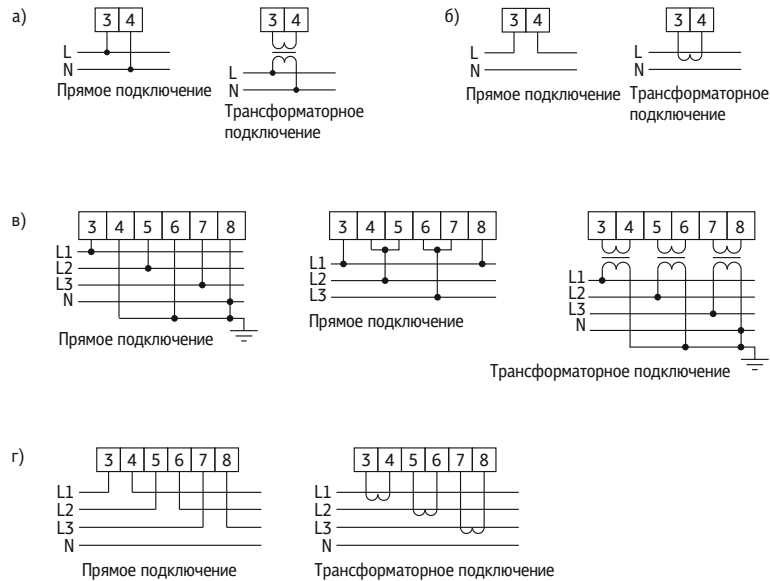 а)
3 4
L
N
Прямое подключение
3 4
L
N
Трансформаторное
подключение
б)
3 4
L
N
Прямое подключение
3 4
L
N
Трансформаторное
подключение
в)
3 4 5 6 7 8
L1
L2
L3
N
Прямое подключение
3 4 5 6 7 8
L1
L2
L3
Прямое подключение
3 4 5 6 7 8
L1
L2
L3
N
Трансформаторное подключение
г)
3 4 5 6 7 8
L1
L2
L3
N
Прямое подключение
3 4 5 6 7 8
L1
L2
L3
N
Трансформаторное подключение